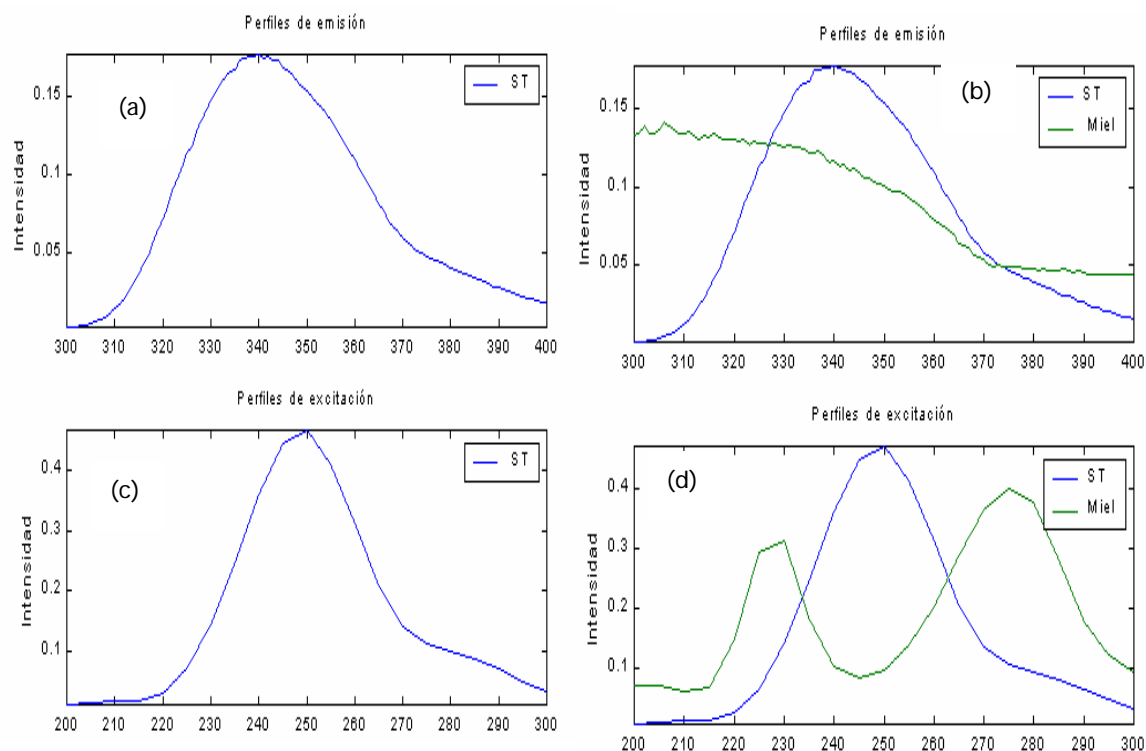 Perfiles de emisión
(a)
ST
Intensidad
0.15
0.1
0.05
300 310 320 330 340 350 360 370 380 390 400
Perfiles de emisión
(b)
ST
Miel
Intensidad
0.15
0.1
0.05
300 310 320 330 340 350 360 370 380 390 400
Perfiles de excitación
(c)
ST
Intensidad
0.4
0.3
0.2
0.1
200 210 220 230 240 250 260 270 280 290 300
Perfiles de excitación
(d)
ST
Miel
Intensidad
0.4
0.3
0.2
0.1
200 210 220 230 240 250 260 270 280 290 300